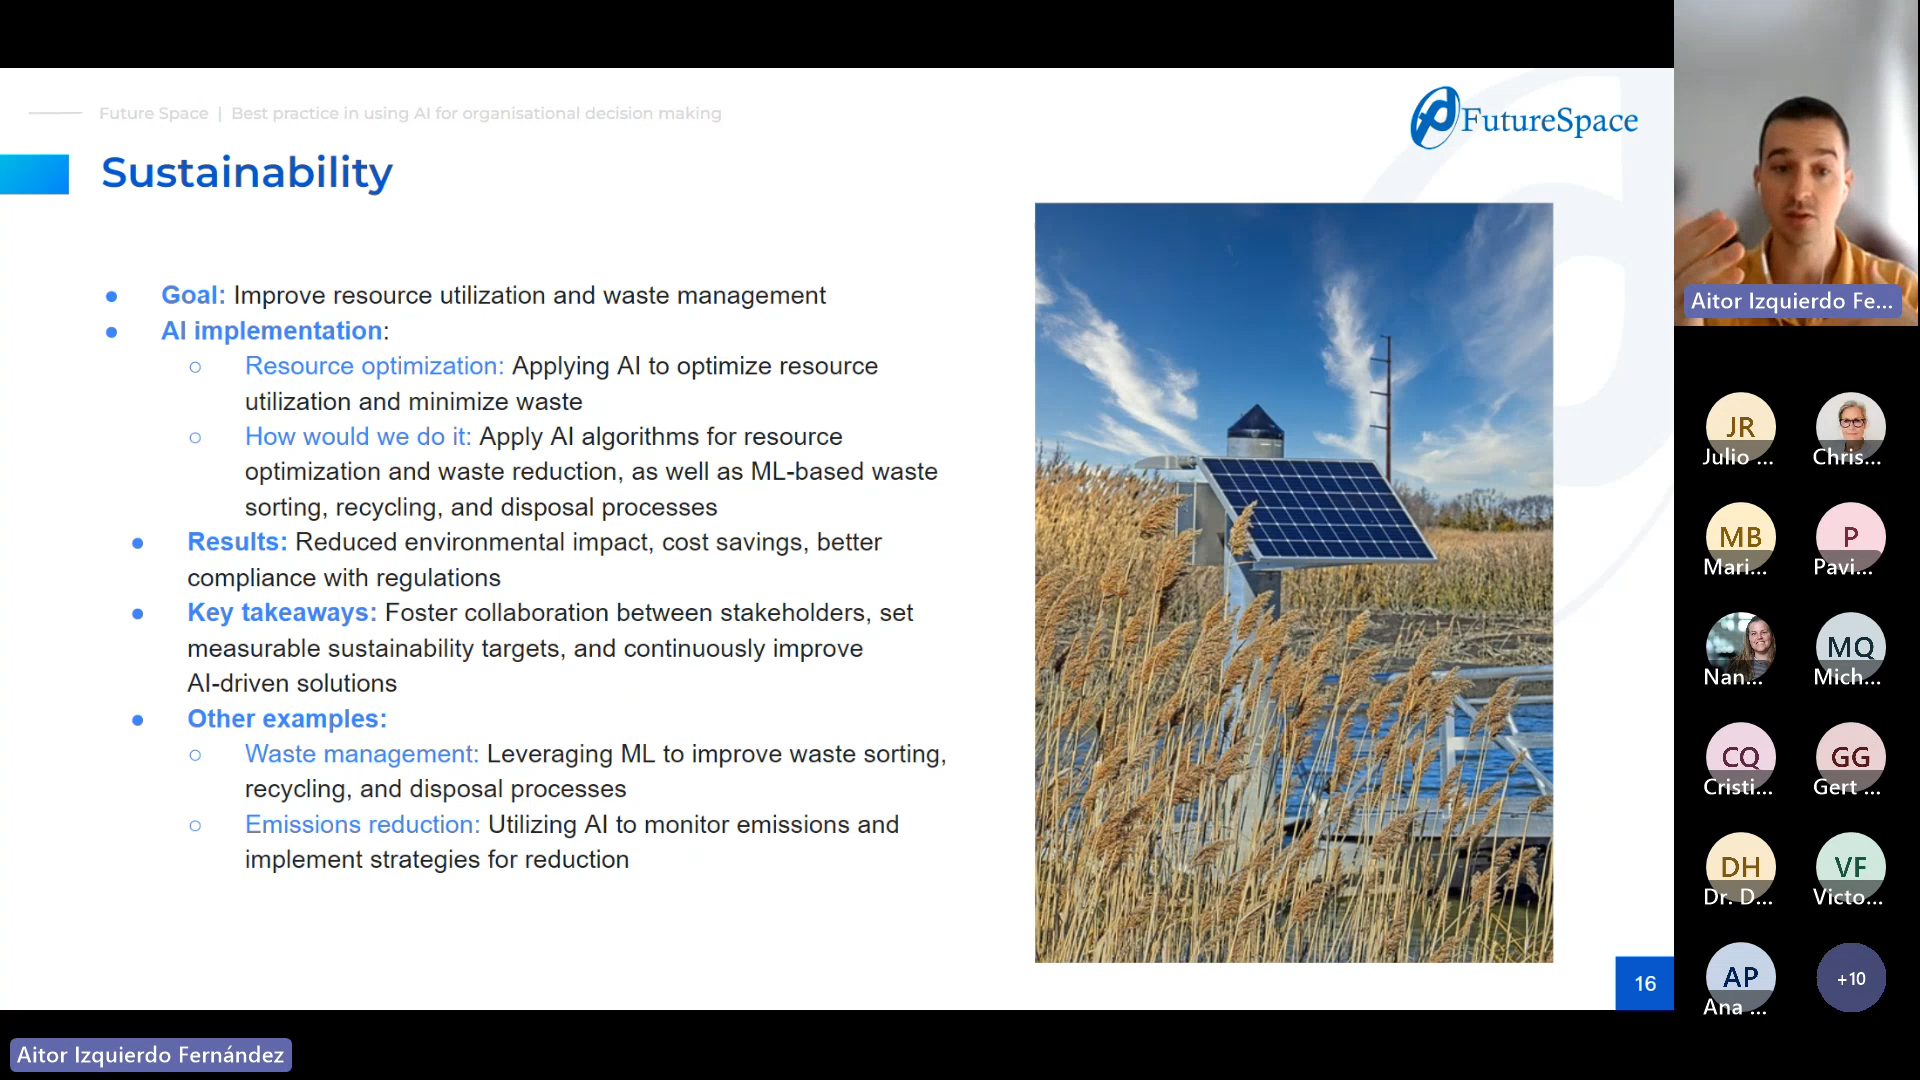 Future Space | Best practice in using AI for organisational decision making
FutureSpace
Sustainability
● Goal: Improve resource utilization and waste management
● AI implementation:
○ Resource optimization: Applying AI to optimize resource
utilization and minimize waste
○ How would we do it: Apply AI algorithms for resource
optimization and waste reduction, as well as ML-based waste
sorting, recycling, and disposal processes
● Results: Reduced environmental impact, cost savings, better
compliance with regulations
● Key takeaways: Foster collaboration between stakeholders, set
measurable sustainability targets, and continuously improve
AI-driven solutions
● Other examples:
○ Waste management: Leveraging ML to improve waste sorting,
recycling, and disposal processes
○ Emissions reduction: Utilizing AI to monitor emissions and
implement strategies for reduction
16
Aitor Izquierdo Fernández
Aitor Izquierdo Fe...
JR
Julio ...
Chris...
MB
Mari...
P
Pavi...
Nan...
MQ
Mich...
CQ
Cristi...
GG
Gert ...
DH
Dr. D...
VF
Victo...
AP
Ana ...
+10